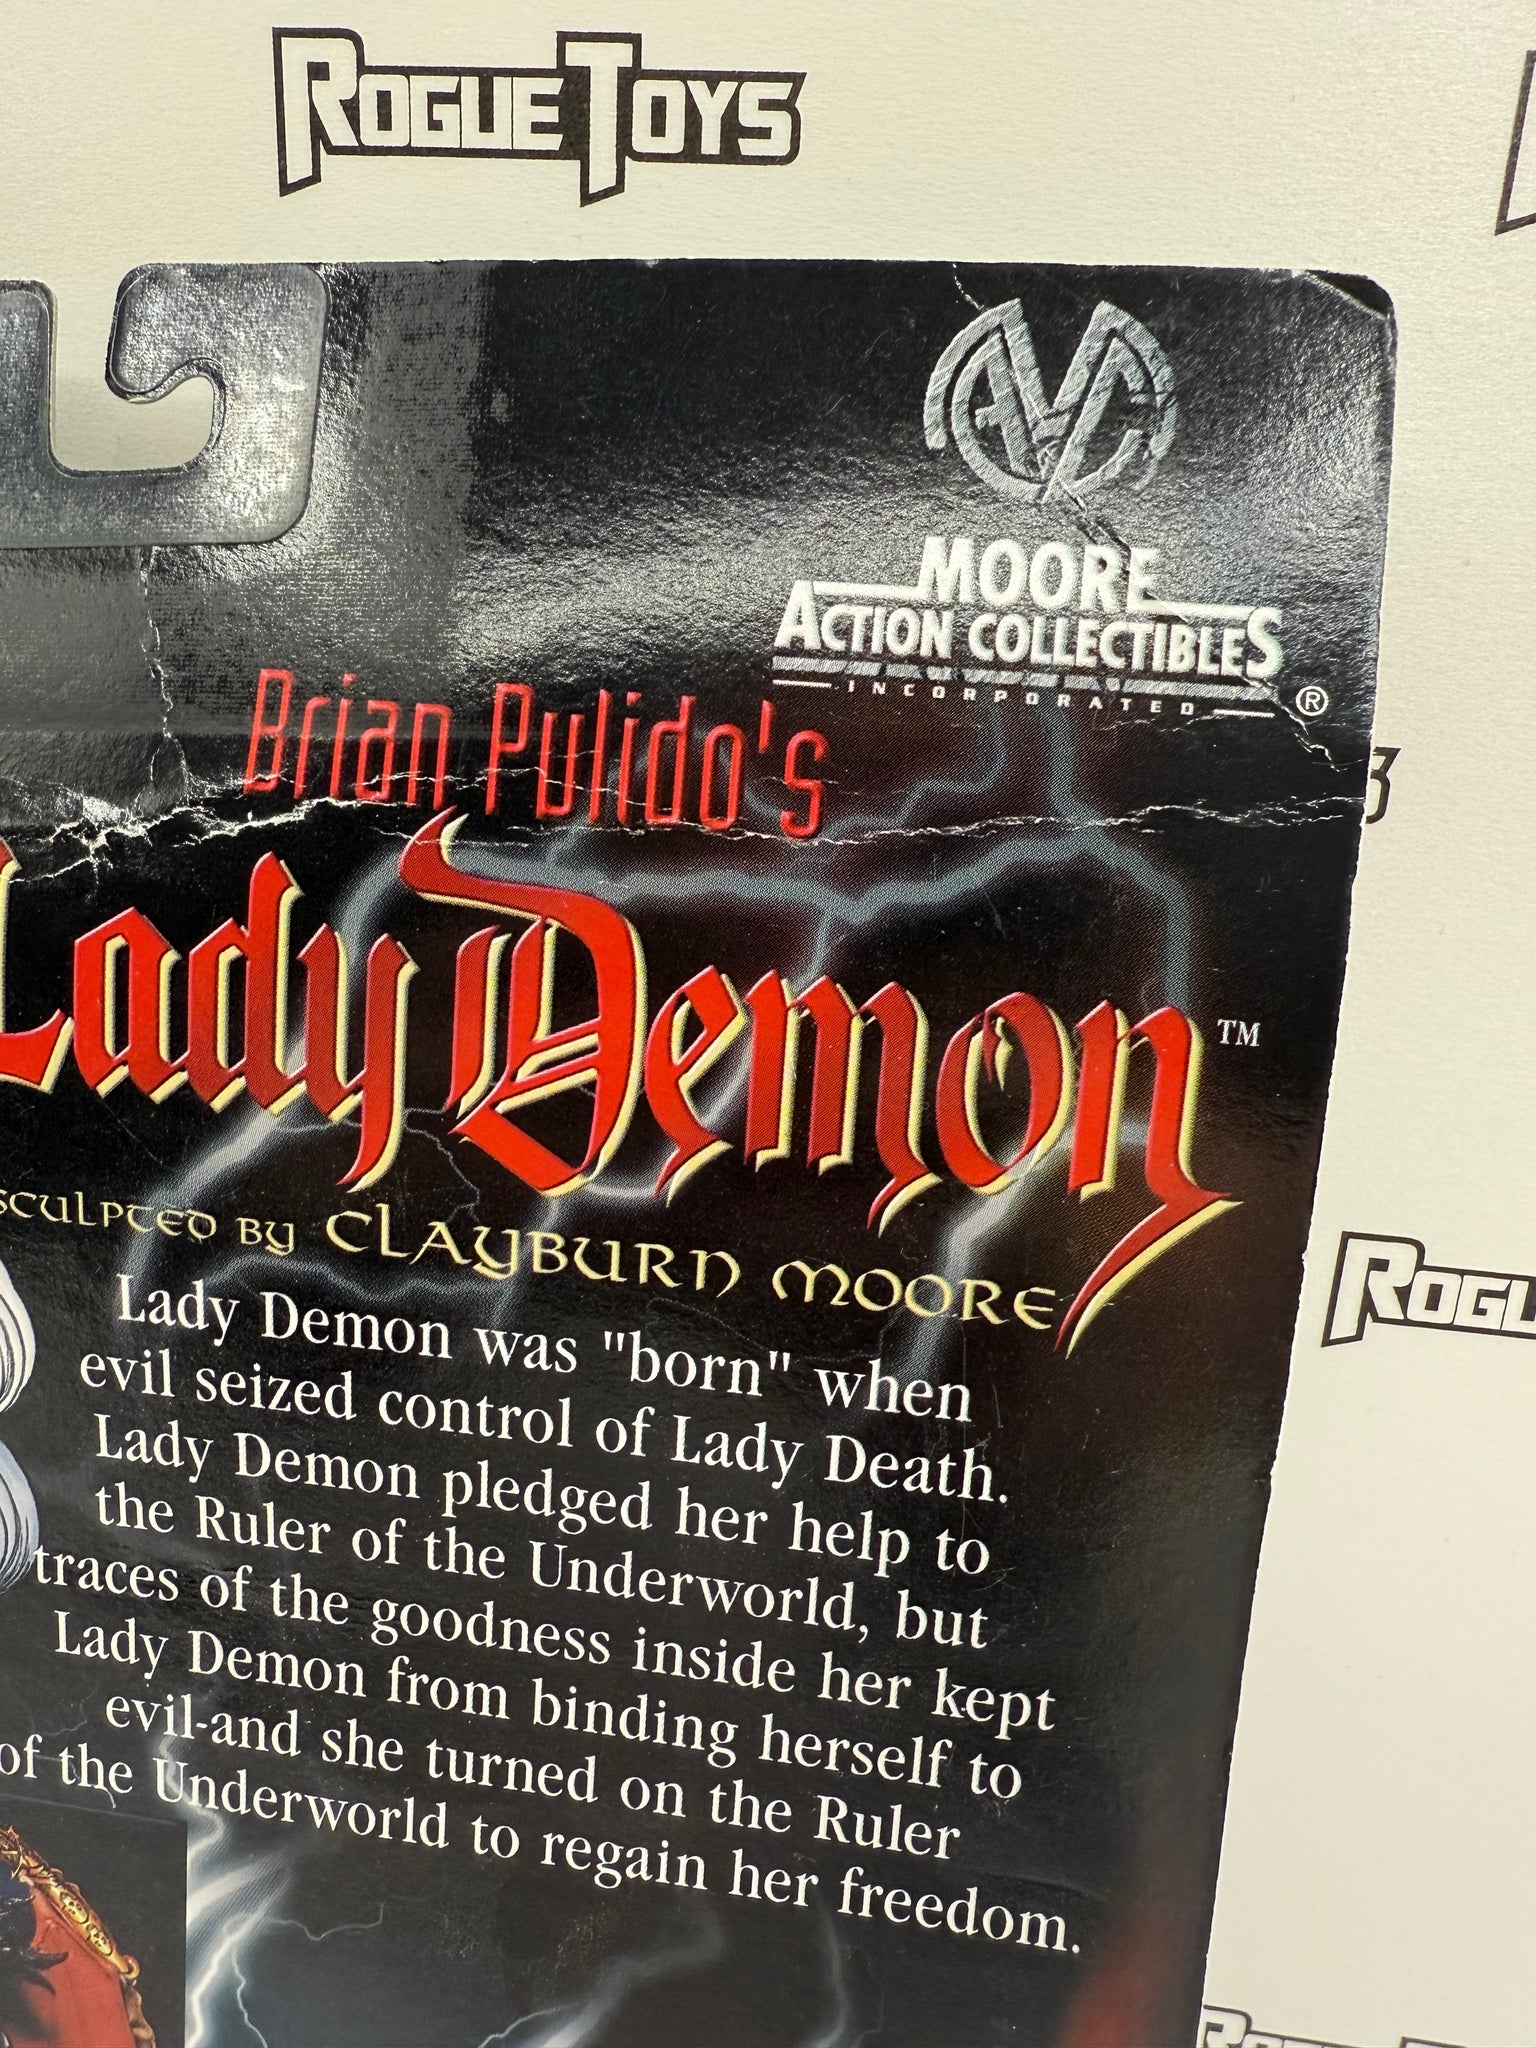 ROGUE TOYS
MOORE
ACTION COLLECTIBLES
INCORPORATED
®
Brian Pulido's
Lady Demon™
SCULPTED BY CLAYBURN MOORE
Lady Demon was "born" when
evil seized control of Lady Death.
Lady Demon pledged her help to
the Ruler of the Underworld, but
traces of the goodness inside her kept
Lady Demon from binding herself to
evil-and she turned on the Ruler
of the Underworld to regain her freedom.